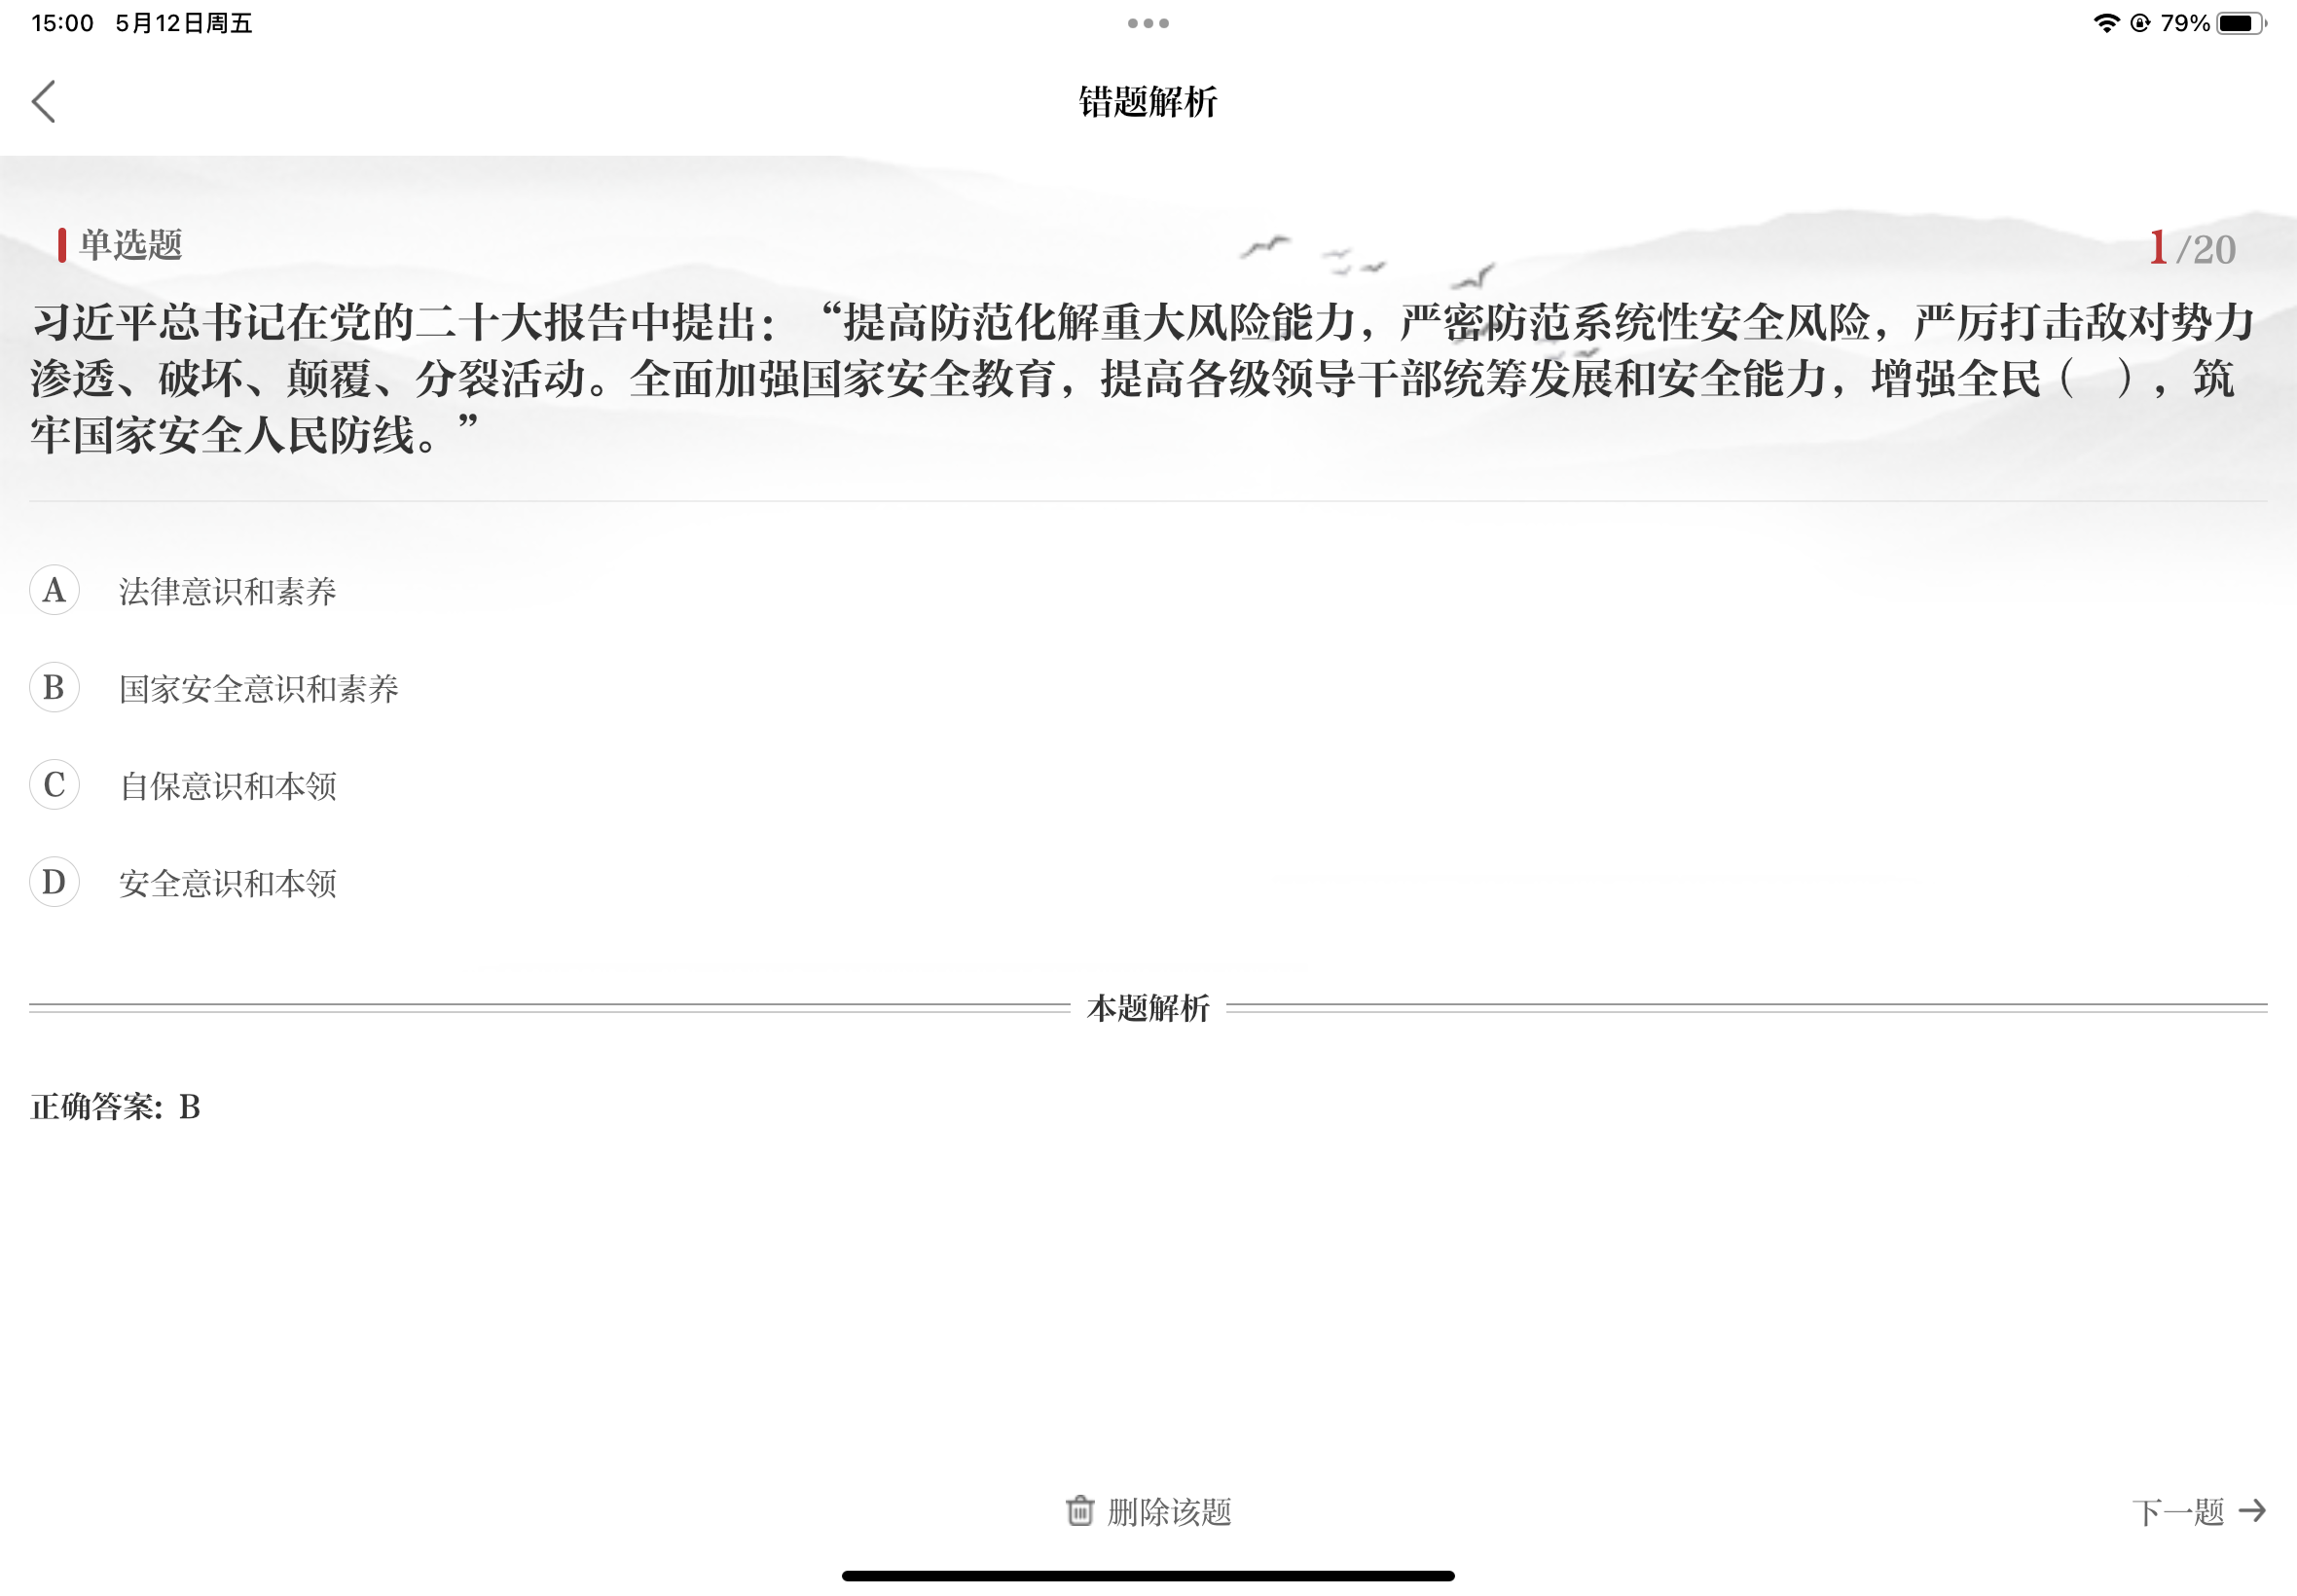 15:00 5月12日周五
79%
错题解析
单选题
1/20
习近平总书记在党的二十大报告中提出：“提高防范化解重大风险能力，严密防范系统性安全风险，严厉打击敌对势力
渗透、破坏、颠覆、分裂活动。全面加强国家安全教育，提高各级领导干部统筹发展和安全能力，增强全民（ ），筑
牢国家安全人民防线。”
A 法律意识和素养
B 国家安全意识和素养
C 自保意识和本领
D 安全意识和本领
本题解析
正确答案: B
删除该题
下一题